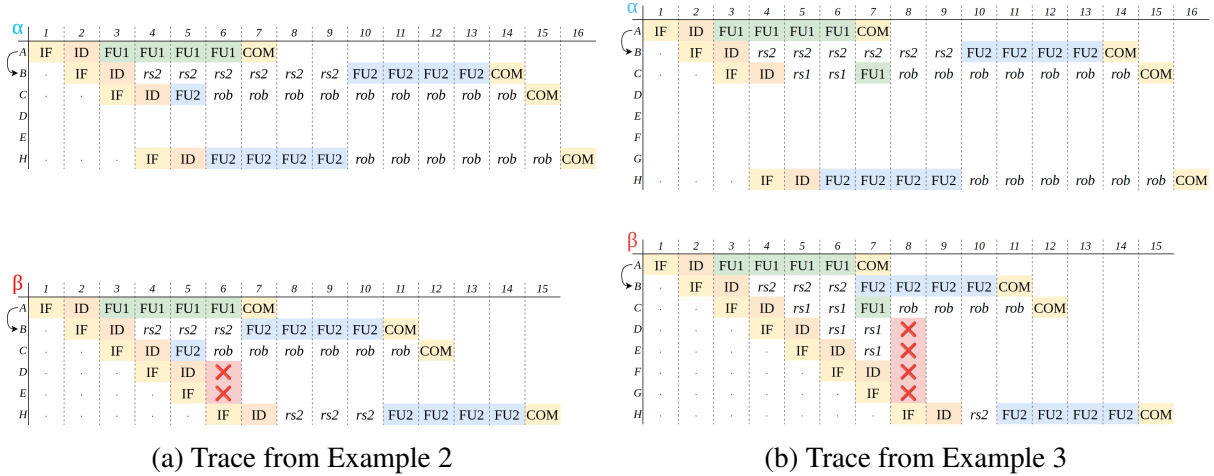 α 1 2 3 4 5 6 7 8 9 10 11 12 13 14 15 16
A IF ID FU1 FU1 FU1 FU1 COM
B . IF ID rs2 rs2 rs2 rs2 rs2 rs2 FU2 FU2 FU2 FU2 COM
C . . IF ID FU2 rob rob rob rob rob rob rob rob rob COM
D
E
H . . . IF ID FU2 FU2 FU2 FU2 rob rob rob rob rob rob COM
β 1 2 3 4 5 6 7 8 9 10 11 12 13 14 15
A IF ID FU1 FU1 FU1 FU1 COM
B . IF ID rs2 rs2 rs2 FU2 FU2 FU2 FU2 COM
C . . IF ID FU2 rob rob rob rob rob rob COM
D . . . IF ID
E . . . . IF
H . . . . . IF ID rs2 rs2 rs2 FU2 FU2 FU2 FU2 COM
(a) Trace from Example 2
α 1 2 3 4 5 6 7 8 9 10 11 12 13 14 15 16
A IF ID FU1 FU1 FU1 FU1 COM
B . IF ID rs2 rs2 rs2 rs2 rs2 rs2 FU2 FU2 FU2 FU2 COM
C . . IF ID rs1 rs1 FU1 rob rob rob rob rob rob rob COM
D
E
F
G
H . . . IF ID FU2 FU2 FU2 FU2 rob rob rob rob rob rob COM
β 1 2 3 4 5 6 7 8 9 10 11 12 13 14 15
A IF ID FU1 FU1 FU1 FU1 COM
B . IF ID rs2 rs2 rs2 FU2 FU2 FU2 FU2 COM
C . . IF ID rs1 rs1 FU1 rob rob rob rob COM
D . . . IF ID rs1 rs1
E . . . . IF ID rs1
F . . . . . IF ID
G . . . . . . IF
H . . . . . . . IF ID rs2 FU2 FU2 FU2 FU2 COM
(b) Trace from Example 3